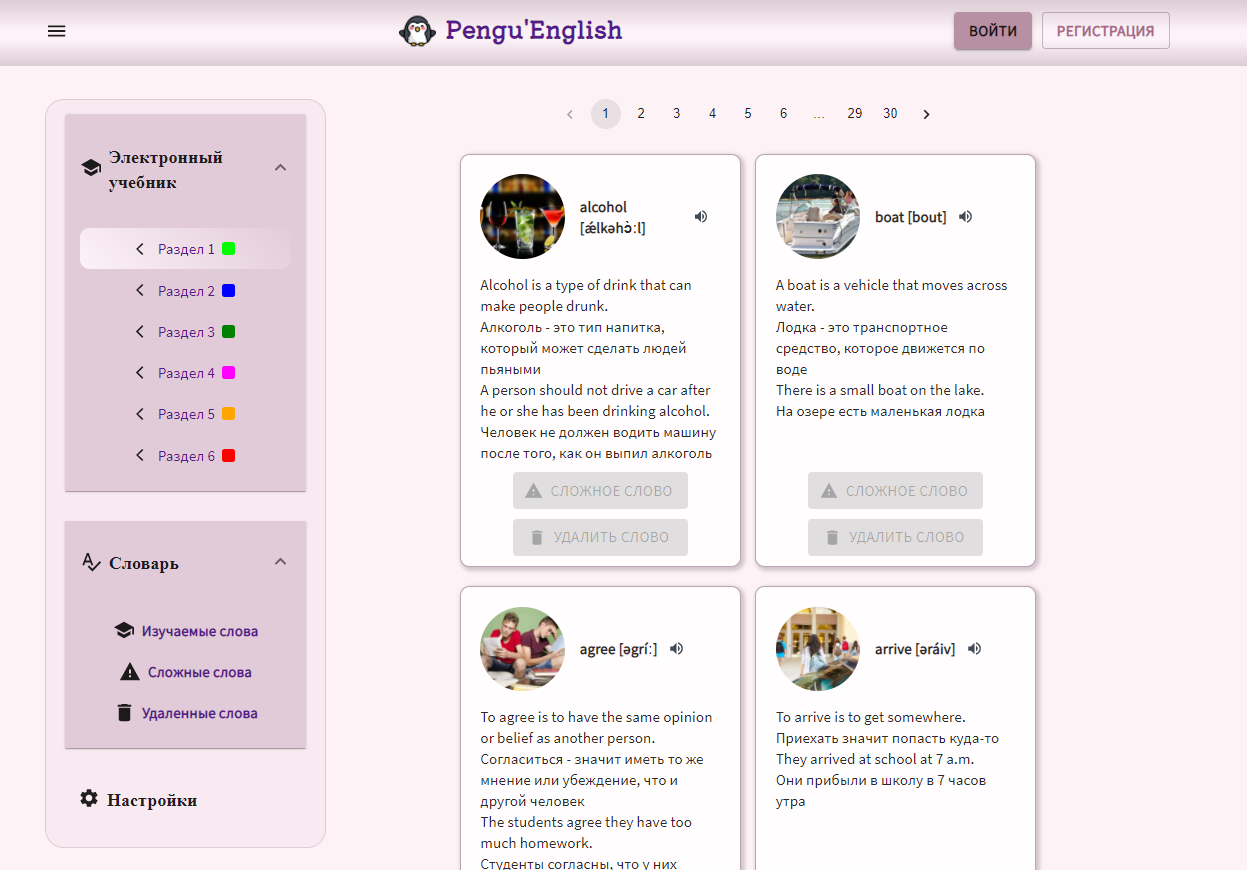 Pengu'English
ВОЙТИ
РЕГИСТРАЦИЯ
Электронный
учебник
Раздел 1
Раздел 2
Раздел 3
Раздел 4
Раздел 5
Раздел 6
Словарь
Изучаемые слова
Сложные слова
Удаленные слова
Настройки
1 2 3 4 5 6 ... 29 30
alcohol
[ǽlkəhɔ̀ːl]
Alcohol is a type of drink that can
make people drunk.
Алкоголь - это тип напитка,
который может сделать людей
пьяными
A person should not drive a car after
he or she has been drinking alcohol.
Человек не должен водить машину
после того, как он выпил алкоголь
СЛОЖНОЕ СЛОВО
УДАЛИТЬ СЛОВО
boat [bout]
A boat is a vehicle that moves across
water.
Лодка - это транспортное
средство, которое движется по
воде
There is a small boat on the lake.
На озере есть маленькая лодка
СЛОЖНОЕ СЛОВО
УДАЛИТЬ СЛОВО
agree [əgríː]
To agree is to have the same opinion
or belief as another person.
Согласиться - значит иметь то же
мнение или убеждение, что и
другой человек
The students agree they have too
much homework.
Студенты согласны, что у них
arrive [əráiv]
To arrive is to get somewhere.
Приехать значит попасть куда-то
They arrived at school at 7 a.m.
Они прибыли в школу в 7 часов
утра